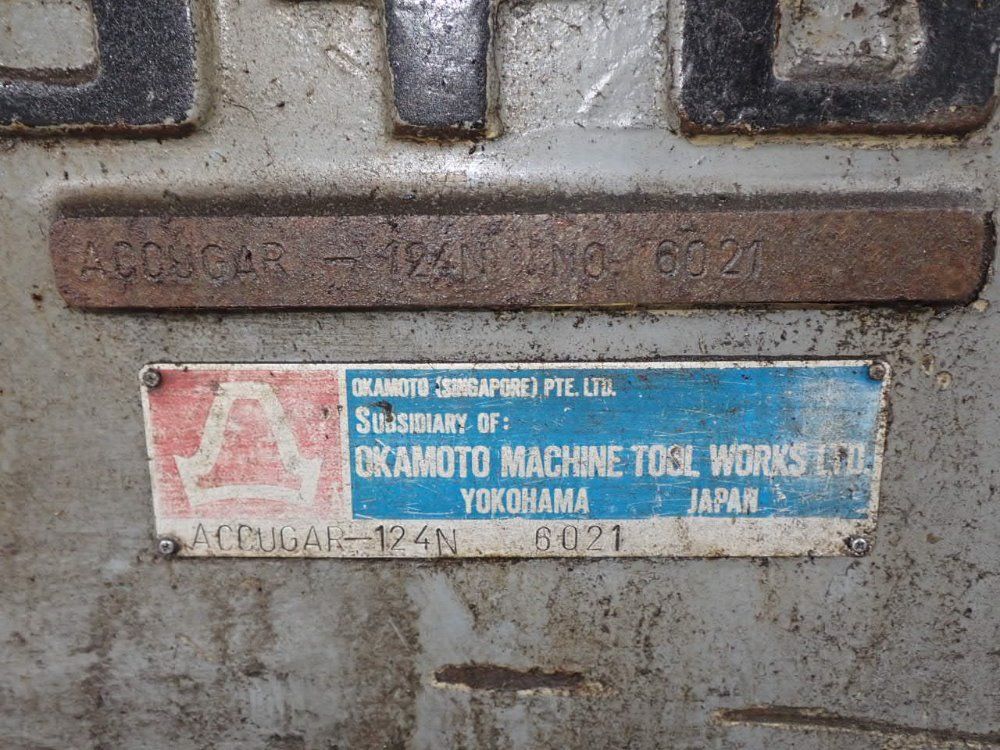 ACCUGAR - 124N NO. 6021
OKAMOTO (SINGAPORE) PTE. LTD.
SUBSIDIARY OF:
OKAMOTO MACHINE TOOL WORKS LTD.
YOKOHAMA JAPAN
ACCUGAR-124N 6021